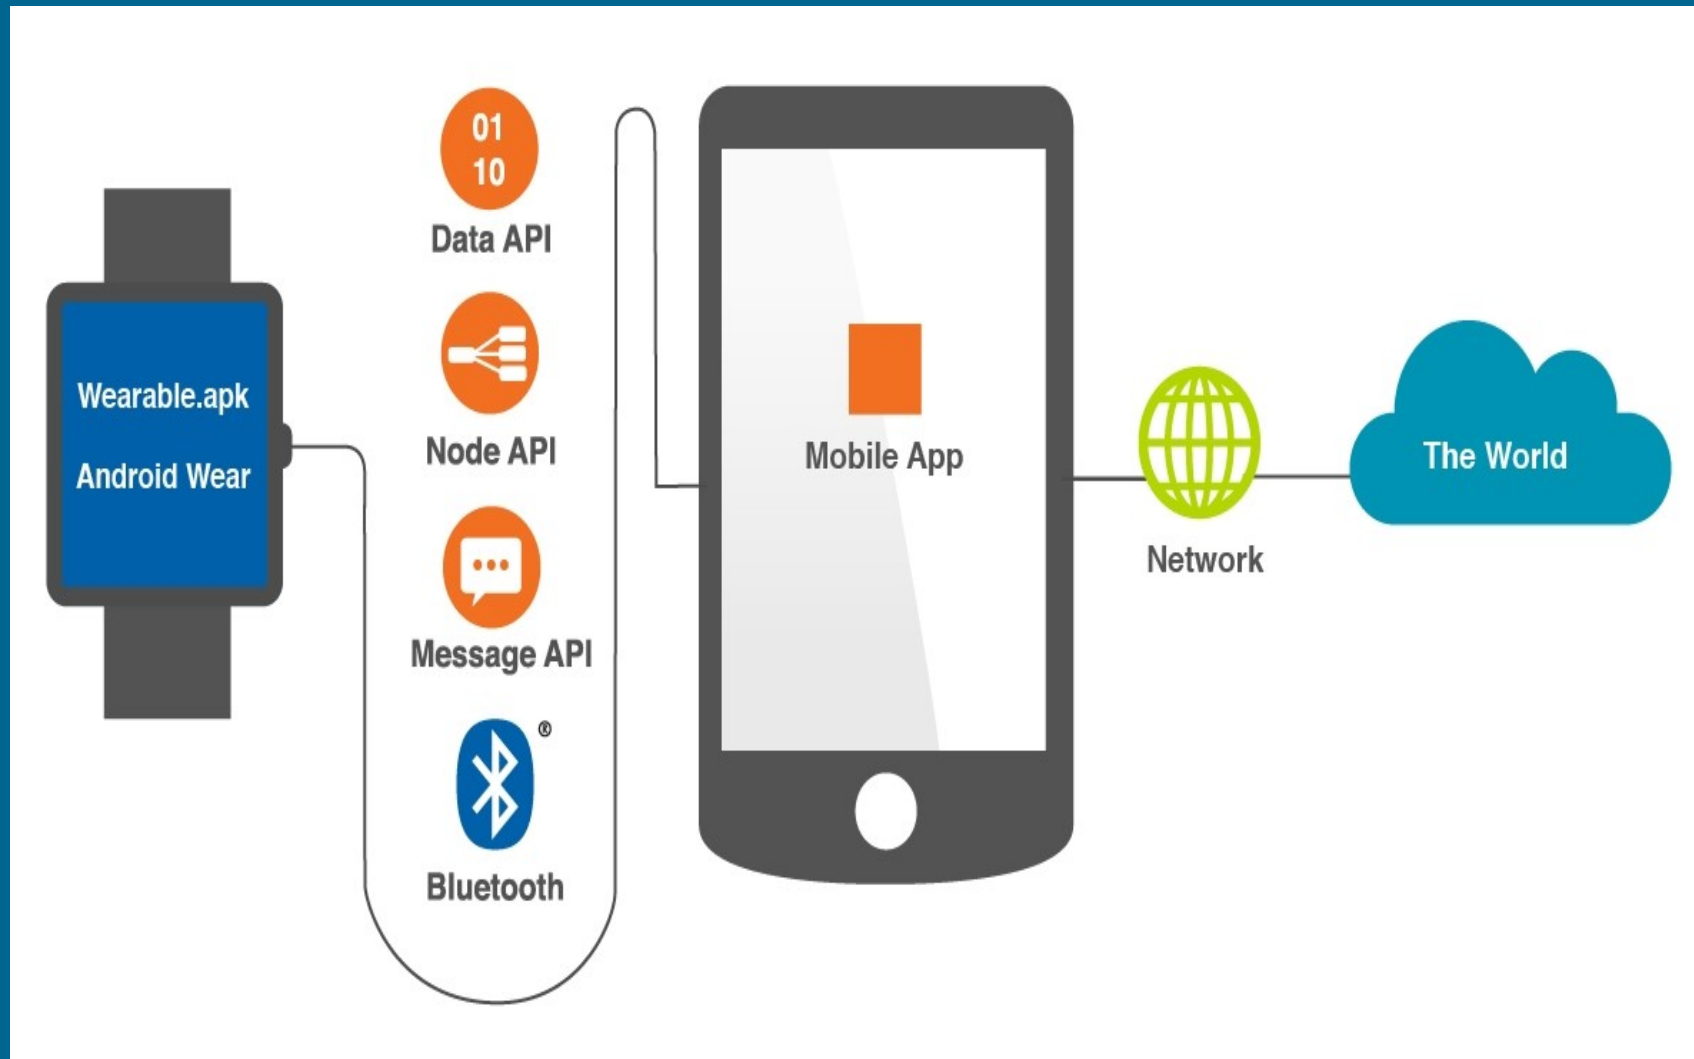 Wearable.apk
Android Wear
01
10
Data API
Node API
Message API
®
Bluetooth
Mobile App
Network
The World